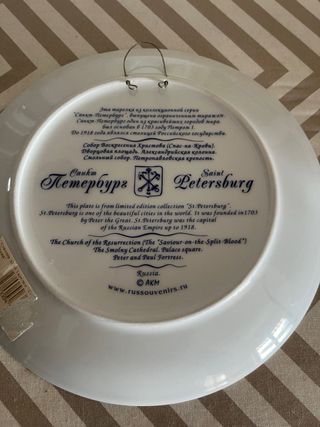 Эта тарелка из коллекционной серии
"Санкт-Петербург", выпущена ограниченным тиражом.
Санкт-Петербург один из красивейших городов мира
был основан в 1703 году Петром I.
До 1918 года являлся столицей Российского государства.
Собор Воскресения Христова (Спас-на-Крови).
Дворцовая площадь. Александрийская колонна.
Смольный собор. Петропавловская крепость.
Санкт Петербург
Saint Petersburg
This plate is from limited edition collection "St.Petersburg".
St.Petersburg is one of the beautiful cities in the world. It was founded in1703
by Peter the Great. St.Petersburg was the capital
of the Russian Empire up to 1918.
The Church of the Resurrection (The "Saviour-on-the-Split-Blood")
The Smolny Cathedral. Palace square.
Peter and Paul Fortress.
Russia.
© АКМ
www.russouvenirs.ru